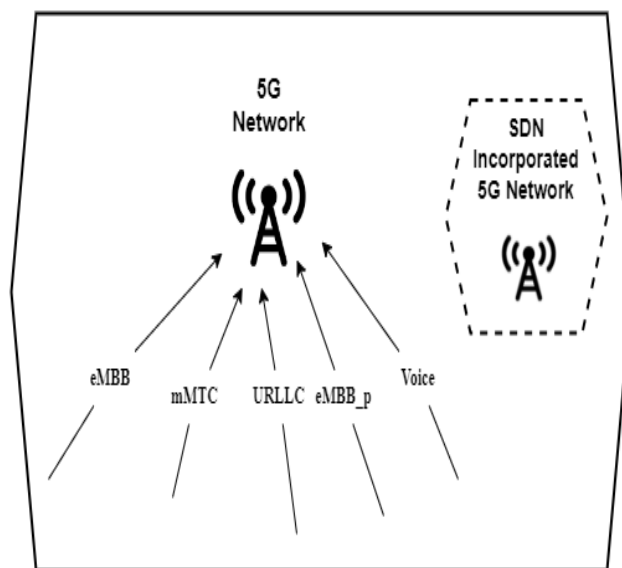 5G
Network
SDN
Incorporated
5G Network
eMBB
mMTC
URLLC
eMBB_p
Voice